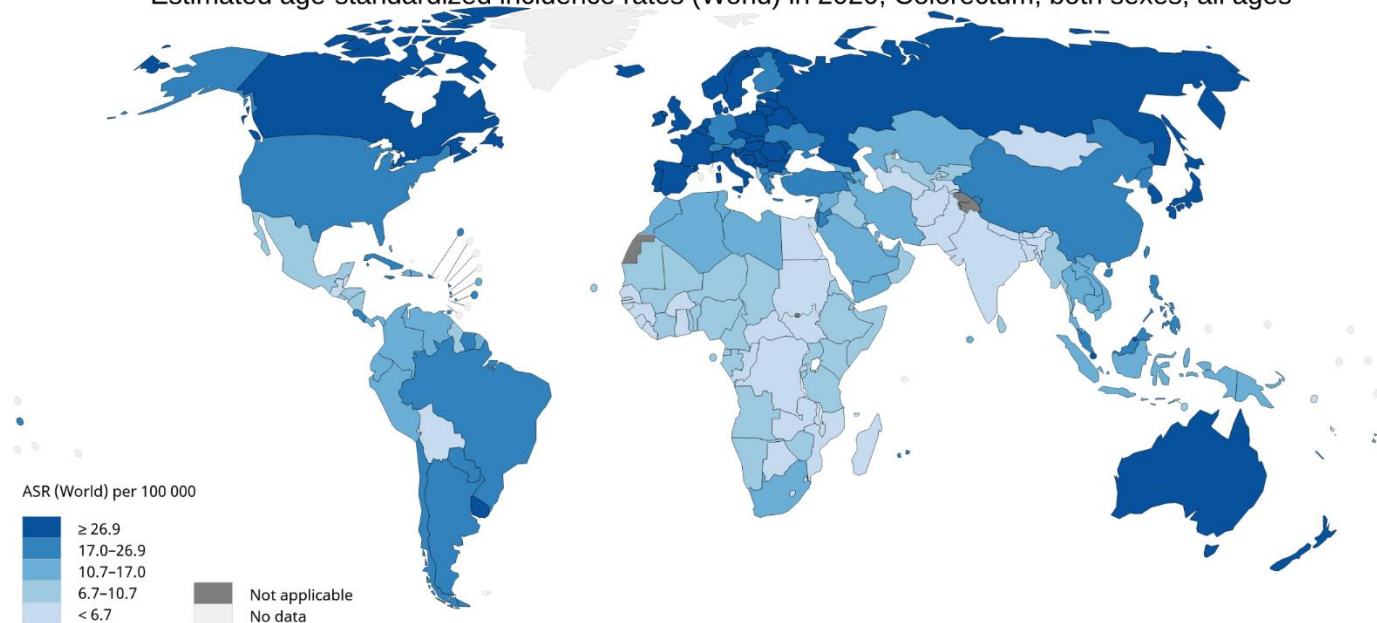 Estimated age-standardized incidence rates (World) in 2020, Colorectum, both sexes, all ages
ASR (World) per 100 000
≥ 26.9
17.0–26.9
10.7–17.0
6.7–10.7
< 6.7
Not applicable
No data